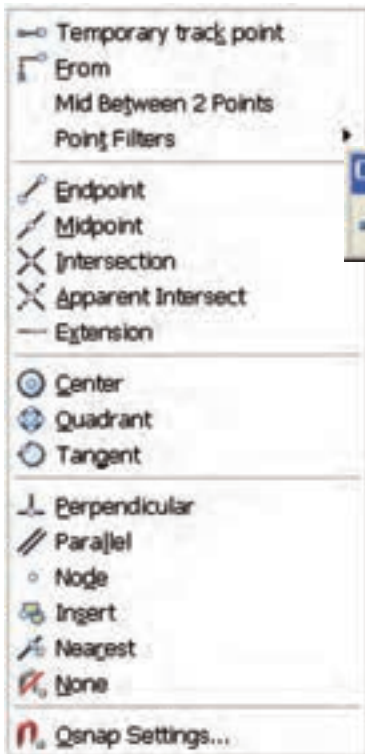 Temporary track point
From
Mid Between 2 Points
Point Filters
Endpoint
Midpoint
Intersection
Apparent Intersect
Extension
Center
Quadrant
Tangent
Perpendicular
Parallel
Node
Insert
Nearest
None
Osnap Settings...